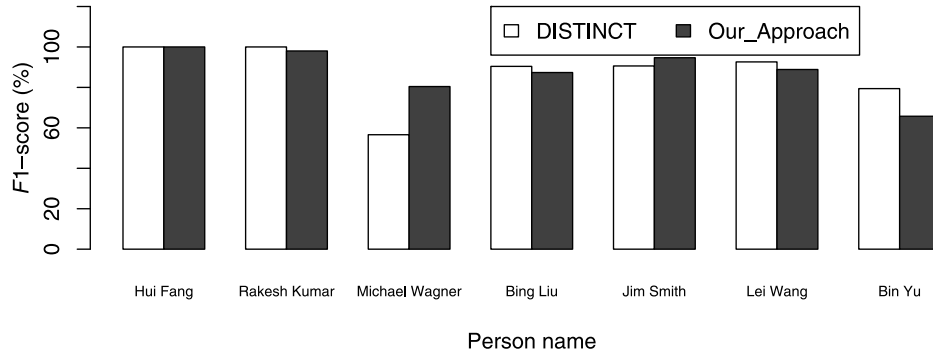 DISTINCT Our_Approach
F1-score (%)
100
60
20
0
Hui Fang Rakesh Kumar Michael Wagner Bing Liu Jim Smith Lei Wang Bin Yu
Person name